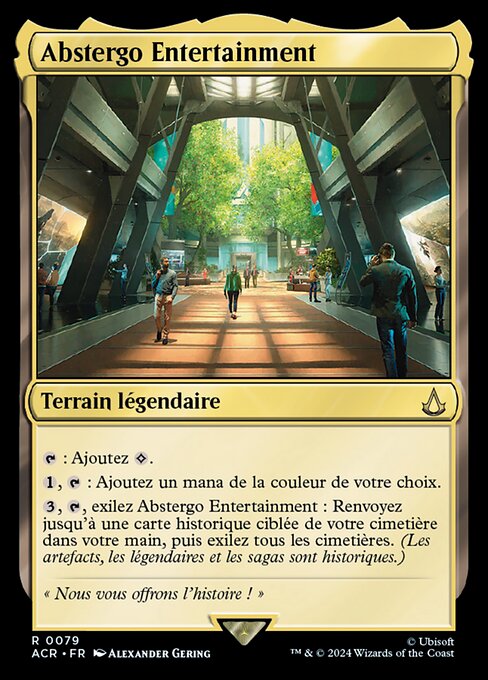 Abstergo Entertainment
Terrain légendaire
: Ajoutez .
1, : Ajoutez un mana de la couleur de votre choix.
3, , exilez Abstergo Entertainment : Renvoyez
jusqu'à une carte historique ciblée de votre cimetière
dans votre main, puis exilez tous les cimetières. (Les
artefacts, les légendaires et les sagas sont historiques.)
« Nous vous offrons l'histoire ! »
R 0079
ACR • FR Alexander Gering
© Ubisoft
™ & © 2024 Wizards of the Coast